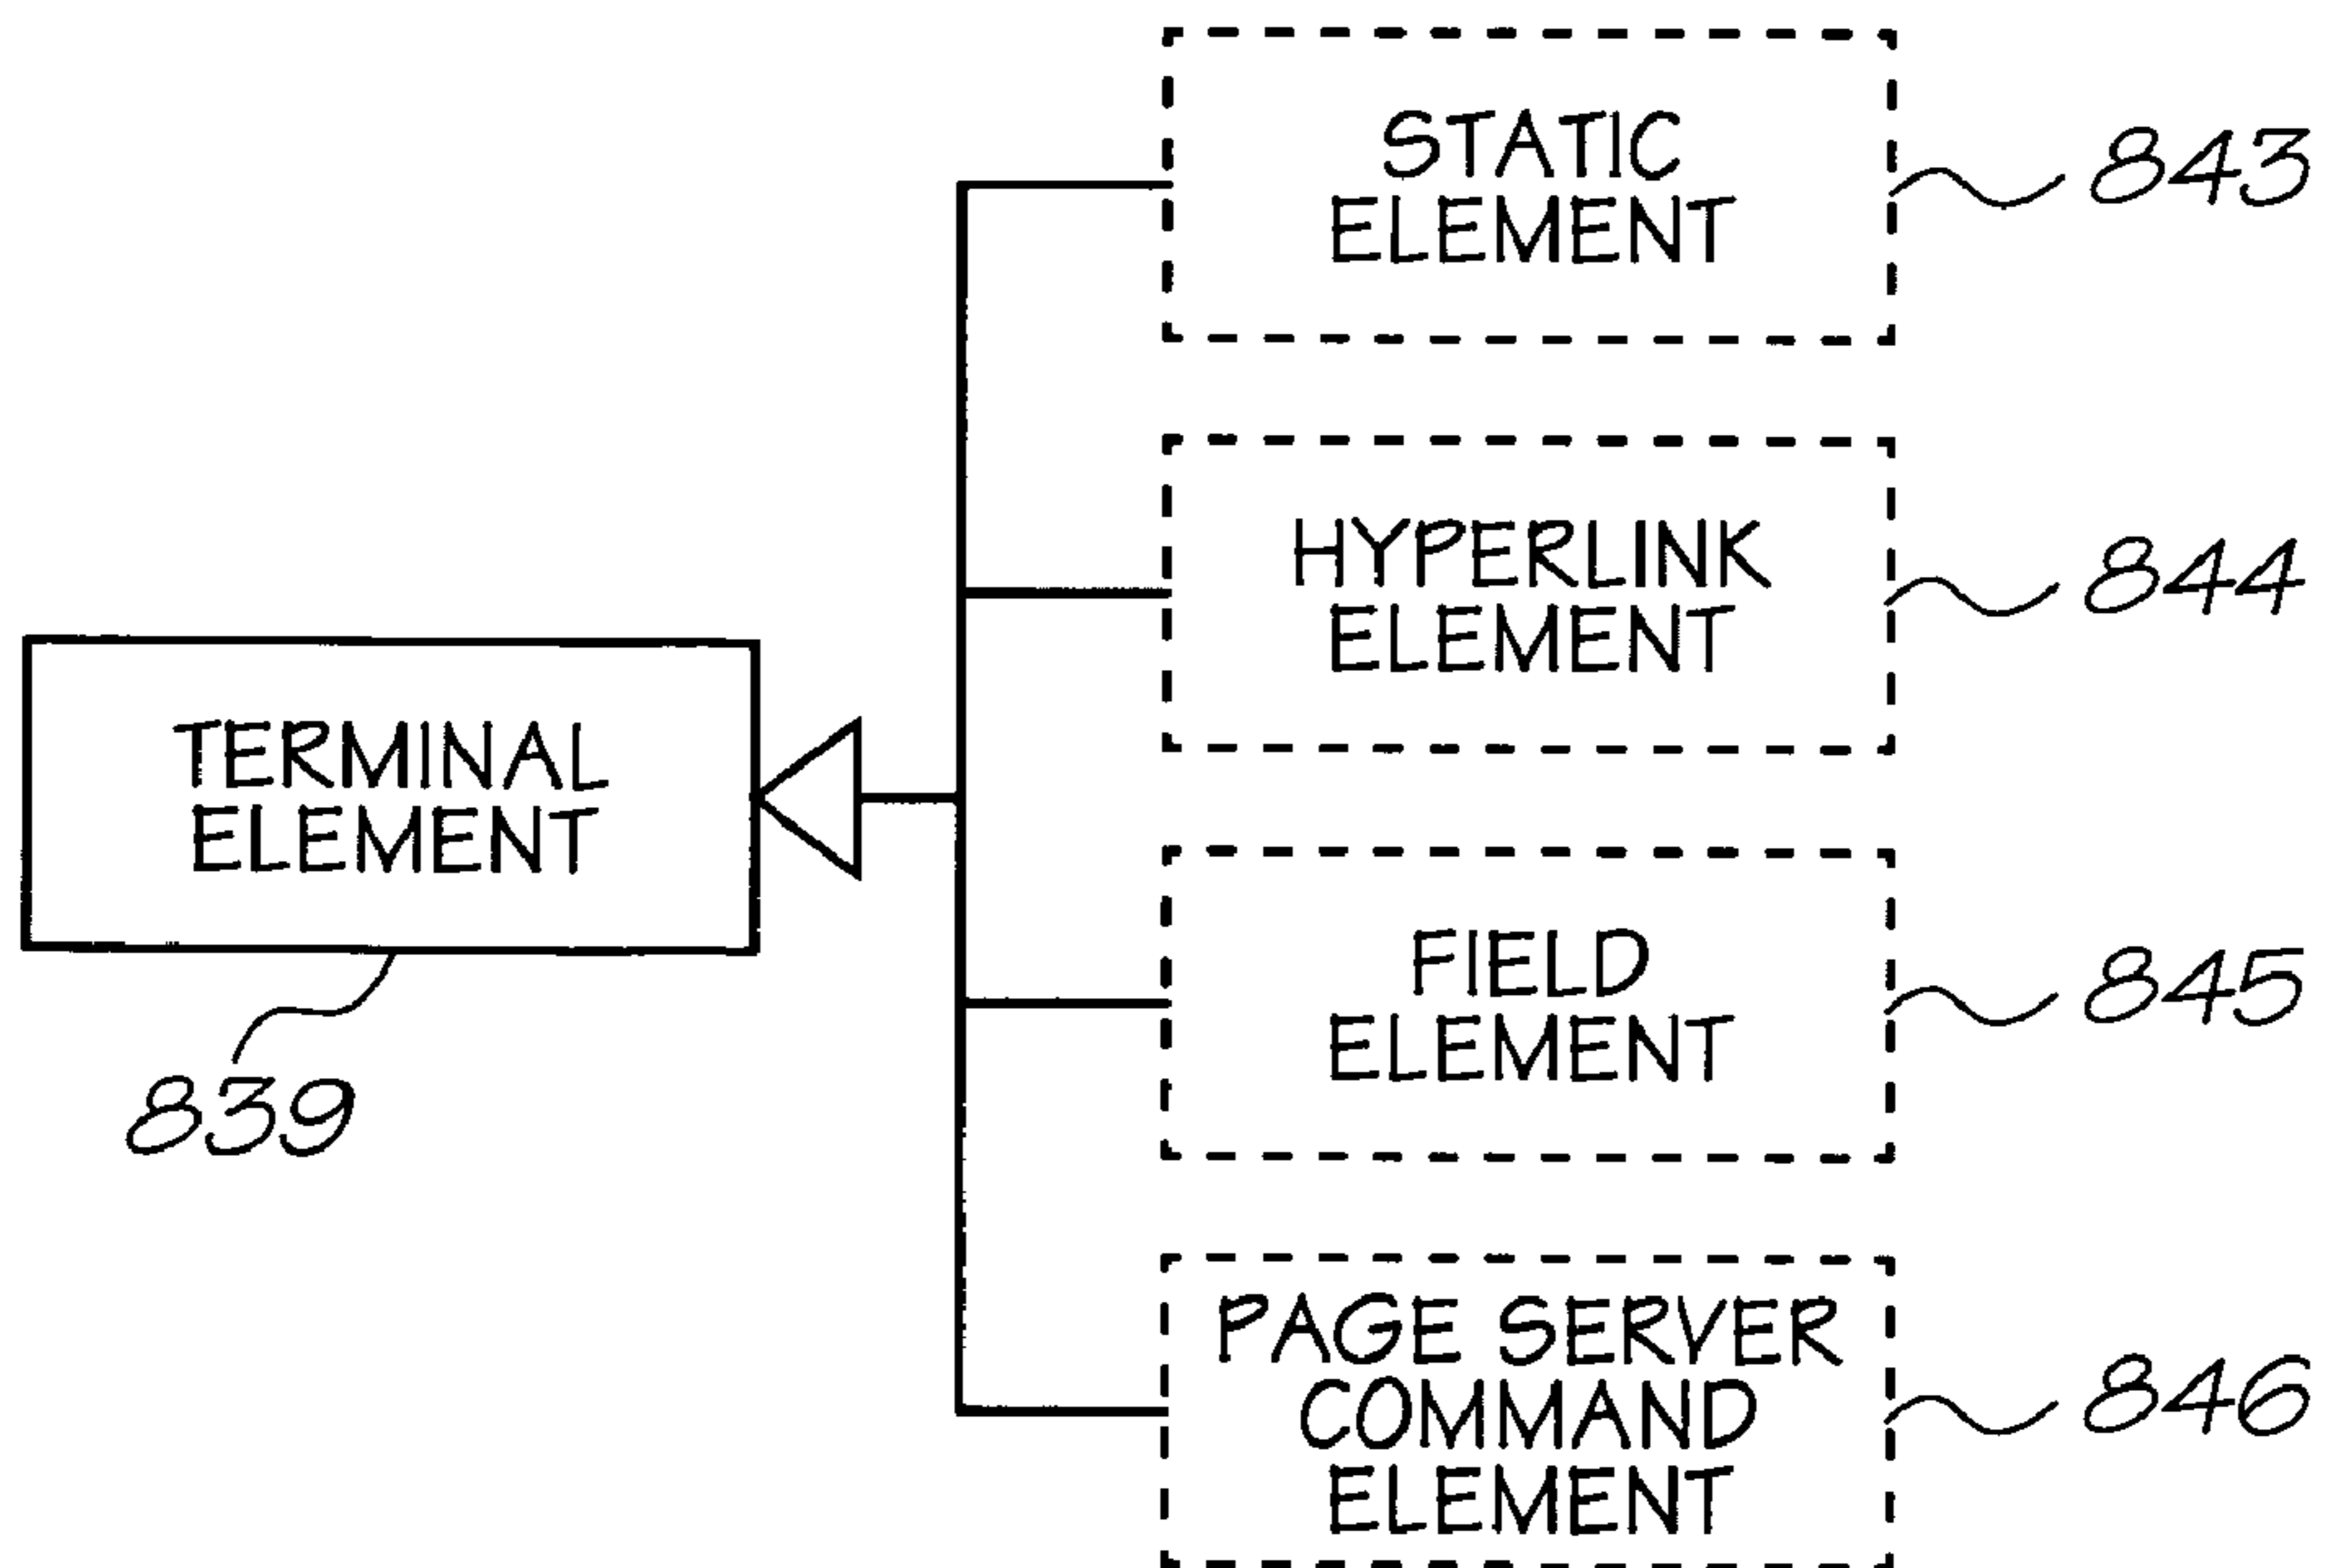 STATIC
ELEMENT
843
HYPERLINK
ELEMENT
844
TERMINAL
ELEMENT
839
FIELD
ELEMENT
845
PAGE SERVER
COMMAND
ELEMENT
846